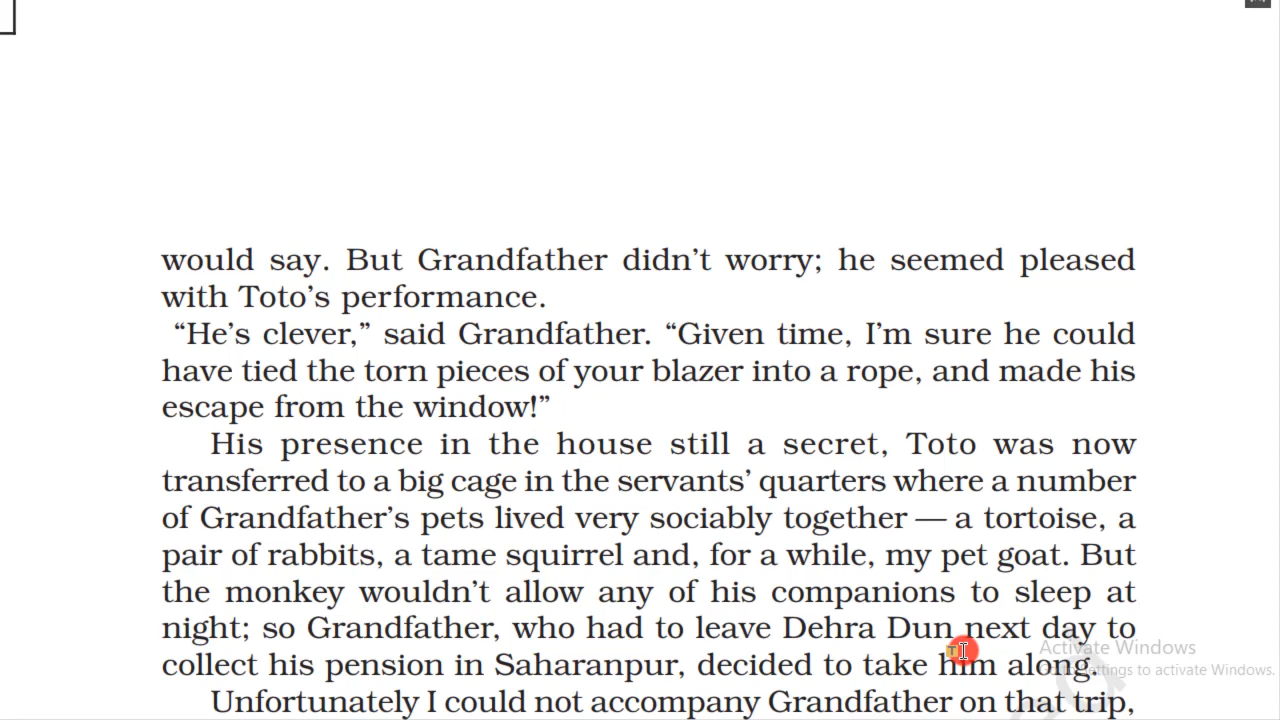 would say. But Grandfather didn’t worry; he seemed pleased
with Toto’s performance.
“He’s clever,” said Grandfather. “Given time, I’m sure he could
have tied the torn pieces of your blazer into a rope, and made his
escape from the window!”
His presence in the house still a secret, Toto was now
transferred to a big cage in the servants’ quarters where a number
of Grandfather’s pets lived very sociably together — a tortoise, a
pair of rabbits, a tame squirrel and, for a while, my pet goat. But
the monkey wouldn’t allow any of his companions to sleep at
night; so Grandfather, who had to leave Dehra Dun next day to
collect his pension in Saharanpur, decided to take him along.
Unfortunately I could not accompany Grandfather on that trip,
Activate Windows
Go to Settings to activate Windows.